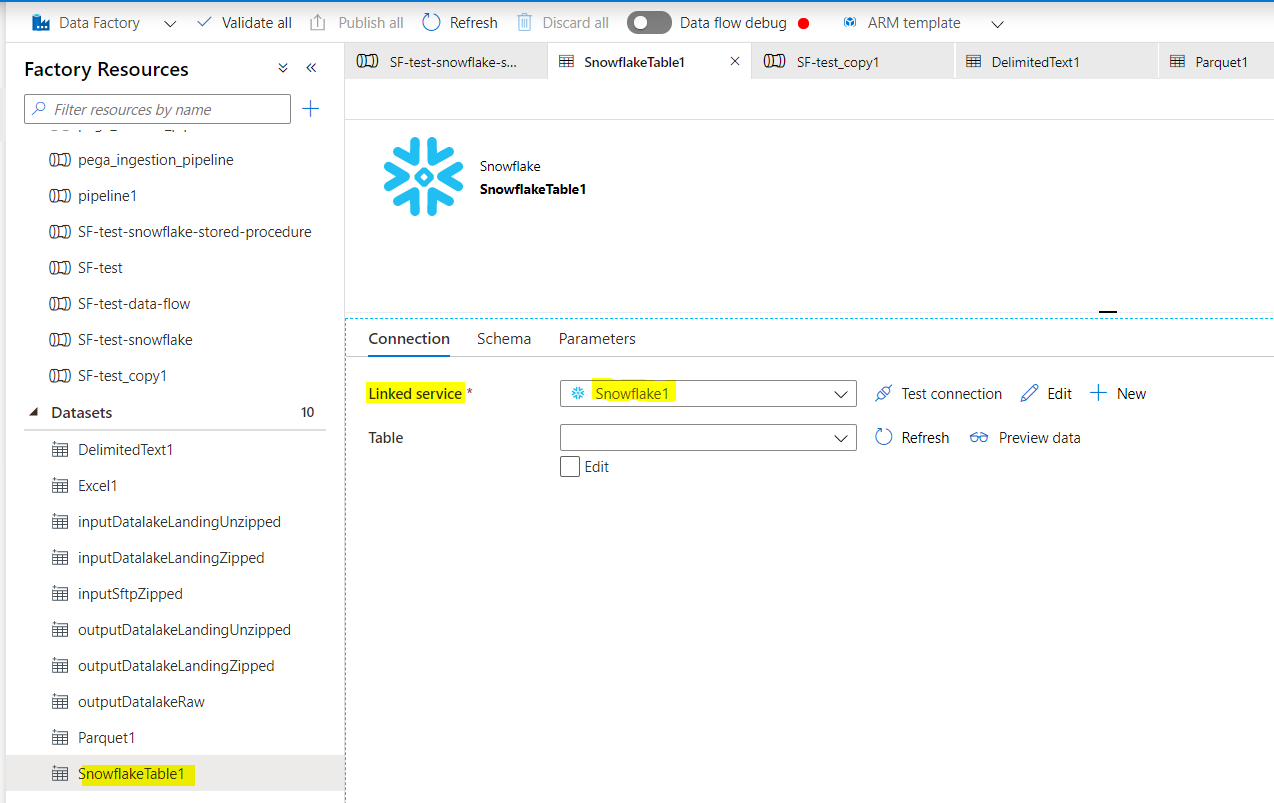 Data Factory Validate all Publish all Refresh Discard all Data flow debug ARM template
Factory Resources
Filter resources by name
pega_ingestion_pipeline
pipeline1
SF-test-snowflake-stored-procedure
SF-test
SF-test-data-flow
SF-test-snowflake
SF-test_copy1
Datasets 10
DelimitedText1
Excel1
inputDatalakeLandingUnzipped
inputDatalakeLandingZipped
inputSftpZipped
outputDatalakeLandingUnzipped
outputDatalakeLandingZipped
outputDatalakeRaw
Parquet1
SnowflakeTable1
SF-test-snowflake-s... SnowflakeTable1 SF-test_copy1 DelimitedText1 Parquet1
Snowflake
SnowflakeTable1
Connection Schema Parameters
Linked service * Snowflake1 Test connection Edit New
Table Refresh Preview data
Edit